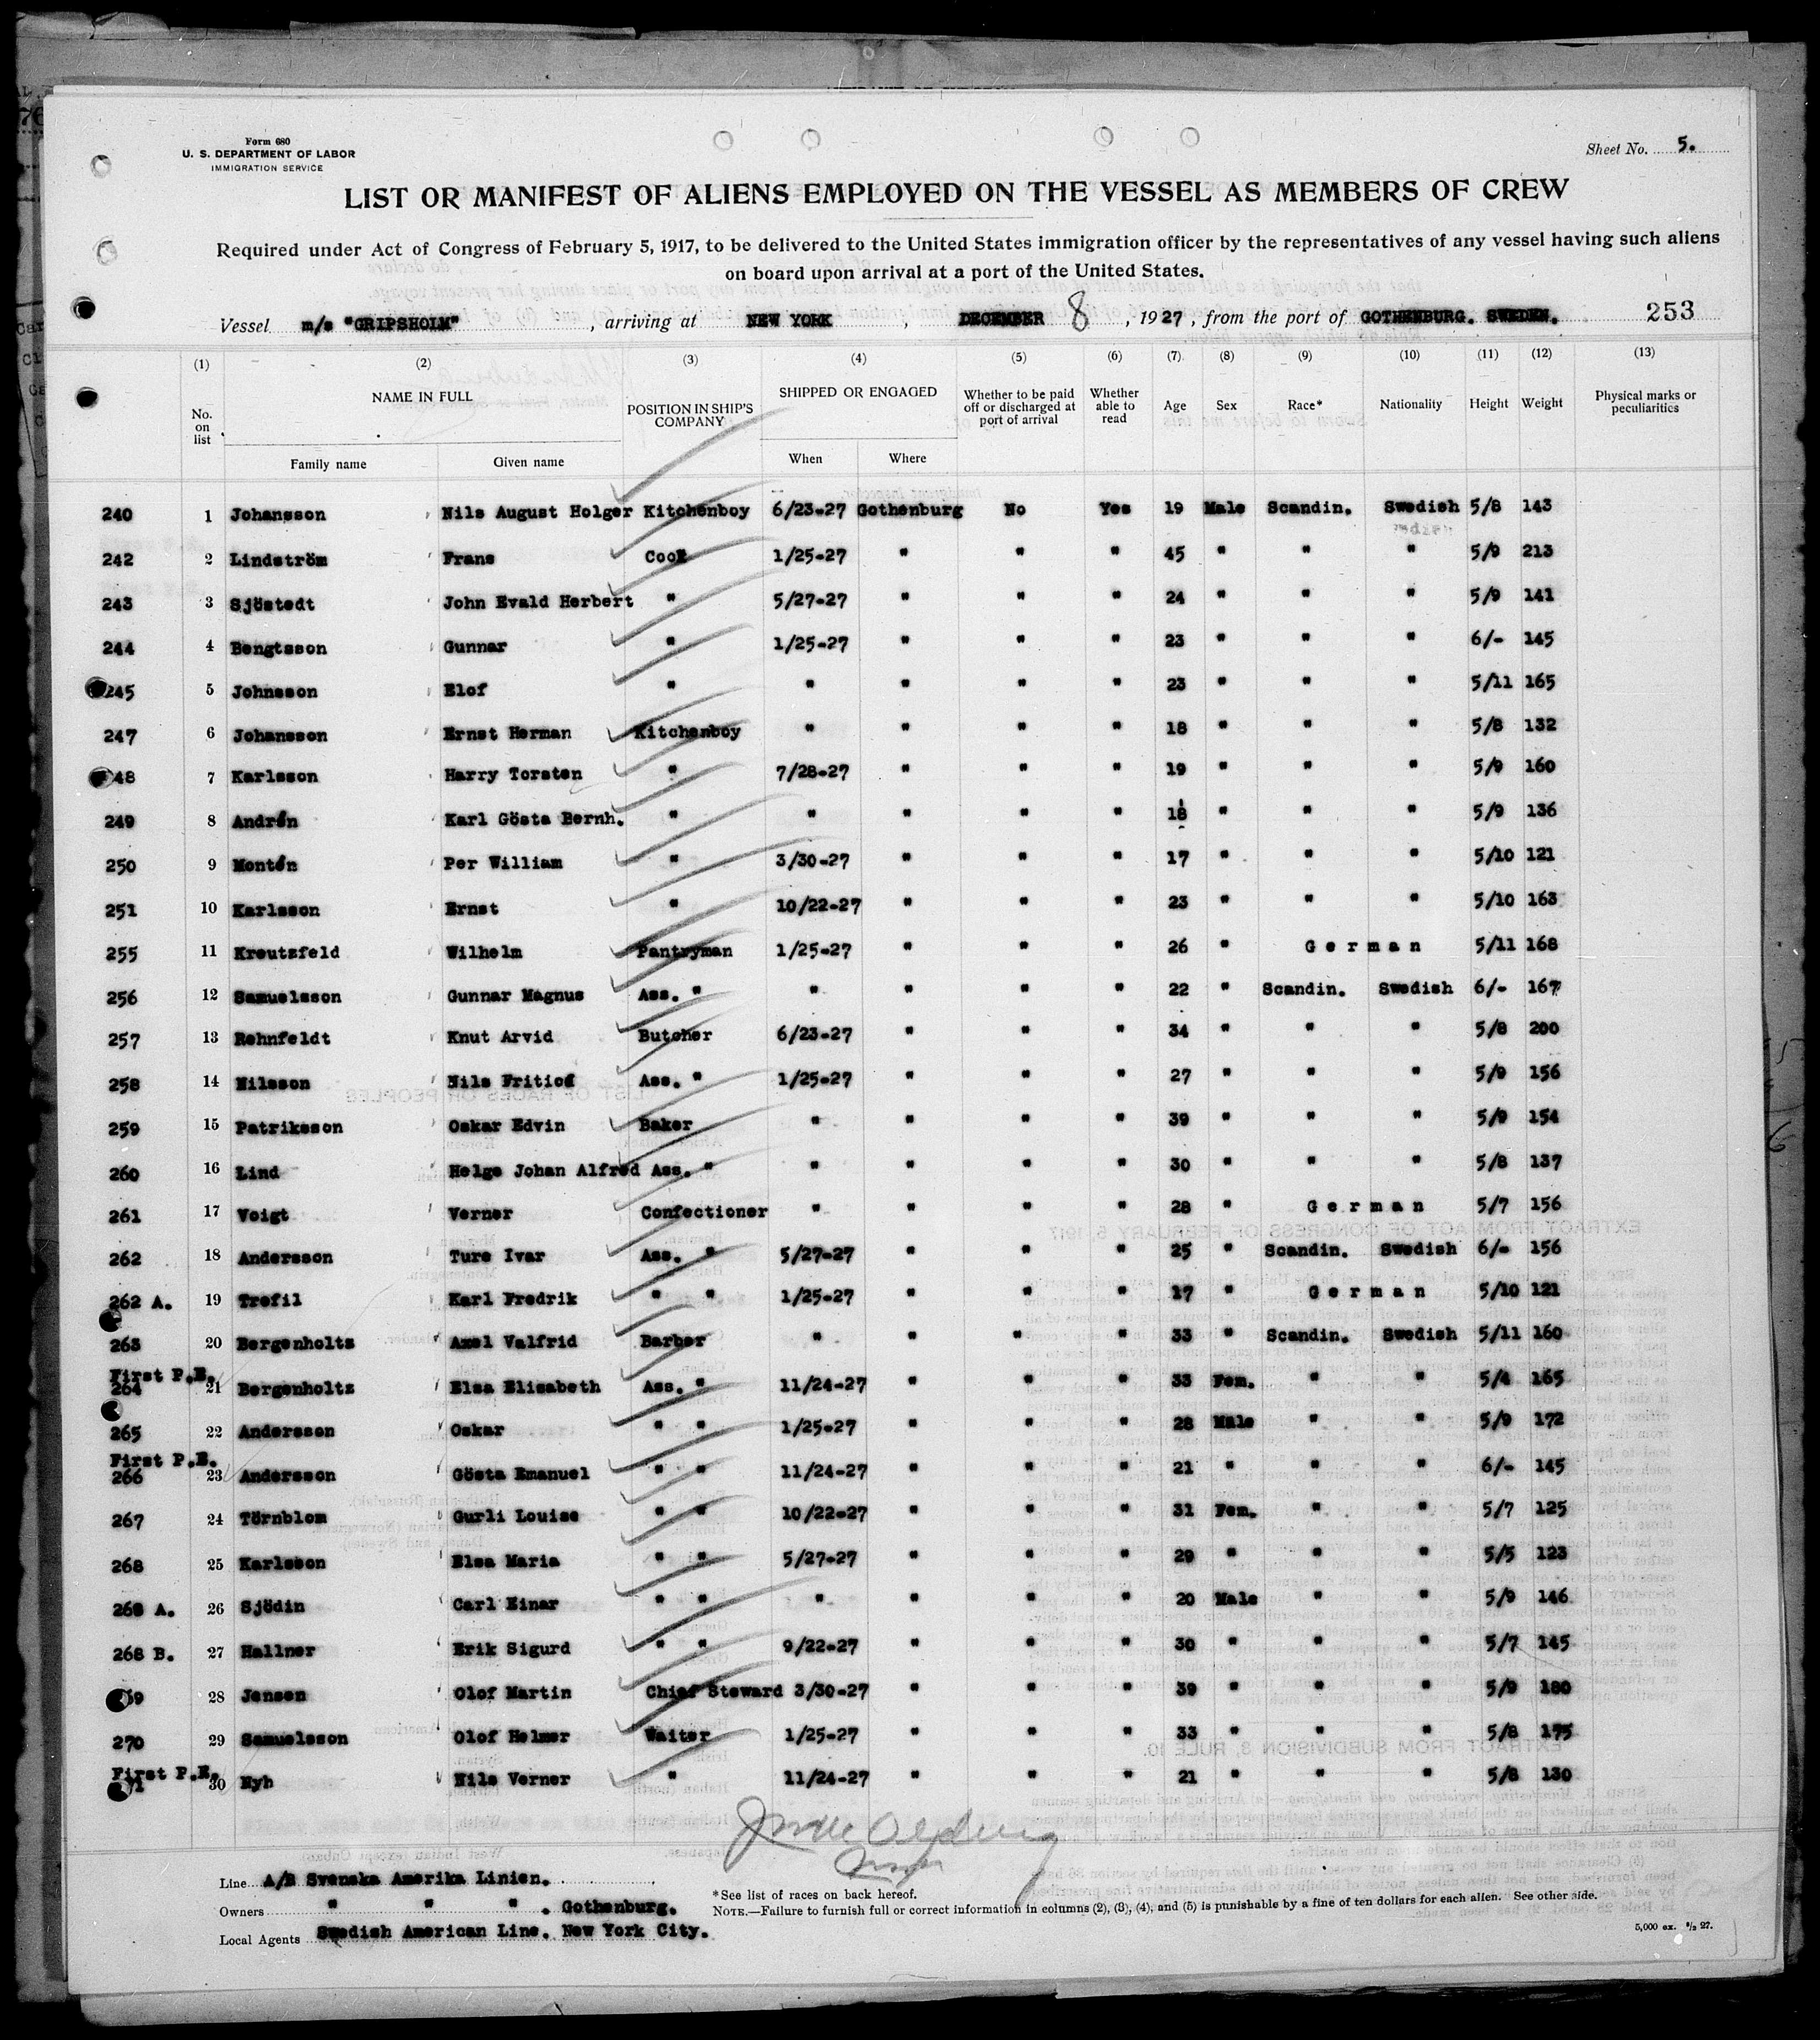 Form 680
U. S. DEPARTMENT OF LABOR
IMMIGRATION SERVICE
Sheet No. 5.
LIST OR MANIFEST OF ALIENS EMPLOYED ON THE VESSEL AS MEMBERS OF CREW
Required under Act of Congress of February 5, 1917, to be delivered to the United States immigration officer by the representatives of any vessel having such aliens
on board upon arrival at a port of the United States.
Vessel m/s "GRIPSHOLM", arriving at NEW YORK, DECEMBER 8, 1927, from the port of GOTHENBURG. SWEDEN. 253
(1) (2) (3) (4) (5) (6) (7) (8) (9) (10) (11) (12) (13)
No. on list NAME IN FULL Family name Given name POSITION IN SHIP'S COMPANY SHIPPED OR ENGAGED When Where Whether to be paid off or discharged at port of arrival Whether able to read Age Sex Race* Nationality Height Weight Physical marks or peculiarities
240 1 Johansson Nils August Holger Kitchenboy 6/23-27 Gothenburg No Yes 19 Male Scandin. Swedish 5/8 143
242 2 Lindström Frans Cook 1/25-27 " " " 45 " " " 5/9 213
243 3 Sjöstedt John Evald Herbert " 5/27-27 " " " 24 " " " 5/9 141
244 4 Bengtsson Gunnar " 1/25-27 " " " 23 " " " 6/- 145
245 5 Johnsson Elof " " " " " 23 " " " 5/11 165
247 6 Johansson Ernst Herman Kitchenboy " " " " 18 " " " 5/8 132
48 7 Karlsson Harry Torsten " 7/28-27 " " " 19 " " " 5/9 160
249 8 Andrén Karl Gösta Bernh. " " " " " 18 " " " 5/9 136
250 9 Montén Per William " 3/30-27 " " " 17 " " " 5/10 121
251 10 Karlsson Ernst " 10/22-27 " " " 23 " " " 5/10 163
255 11 Kreutzfeld Wilhelm Pantryman 1/25-27 " " " 26 " German 5/11 168
256 12 Samuelsson Gunnar Magnus Ass. " " " " " 22 " Scandin. Swedish 6/- 167
257 13 Rehnfeldt Knut Arvid Butcher 6/23-27 " " " 34 " " " 5/8 200
258 14 Nilsson Nils Fritiof Ass. " 1/25-27 " " " 27 " " " 5/9 156
259 15 Patriksson Oskar Edvin Baker " " " " 39 " " " 5/9 154
260 16 Lind Helge Johan Alfred Ass. " " " " " 30 " " " 5/8 137
261 17 Voigt Verner Confectioner " " " " 28 " German 5/7 156
262 18 Andersson Ture Ivar Ass. " 5/27-27 " " " 25 " Scandin. Swedish 6/- 156
262 A. 19 Trefil Karl Fredrik " " 1/25-27 " " " 17 " German 5/10 121
263 20 Bergenholtz Axel Valfrid Barber " " " " 33 " Scandin. Swedish 5/11 160
First P.E.
264 21 Bergenholtz Elsa Elisabeth Ass. " 11/24-27 " " " 33 Fem. " " 5/4 165
265 22 Andersson Oskar " " 1/25-27 " " " 28 Male " " 5/9 172
First P.E.
266 23 Andersson Gösta Emanuel " " 11/24-27 " " " 21 " " " 6/- 145
267 24 Törnblom Gurli Louise " " 10/22-27 " " " 31 Fem. " " 5/7 125
268 25 Karlsson Elsa Maria " " 5/27-27 " " " 29 " " " 5/5 123
268 A. 26 Sjödin Carl Einar " " " " " " 20 Male " " 5/9 146
268 B. 27 Hallner Erik Sigurd " " 9/22-27 " " " 30 " " " 5/7 145
69 28 Jensen Olof Martin Chief Steward 3/30-27 " " " 39 " " " 5/9 180
270 29 Samuelsson Olof Helmer Waiter 1/25-27 " " " 33 " " " 5/8 175
First P.E.
71 30 Nyh Nils Verner " 11/24-27 " " " 21 " " " 5/8 130
Line A/B Svenska Amerika Linien.
Owners " " " . Gothenburg.
Local Agents Swedish American Line. New York City.
*See list of races on back hereof.
NOTE.—Failure to furnish full or correct information in columns (2), (3), (4), and (5) is punishable by a fine of ten dollars for each alien. See other side.
5,000 ex. 9/2 27.